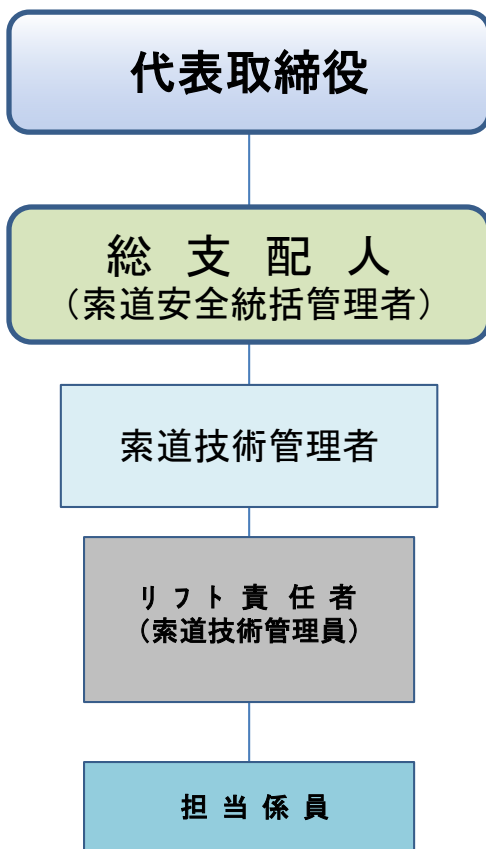 代表取締役
総 支 配 人
（索道安全統括管理者）
索道技術管理者
リ フ ト 責 任 者
（索道技術管理員）
担 当 係 員